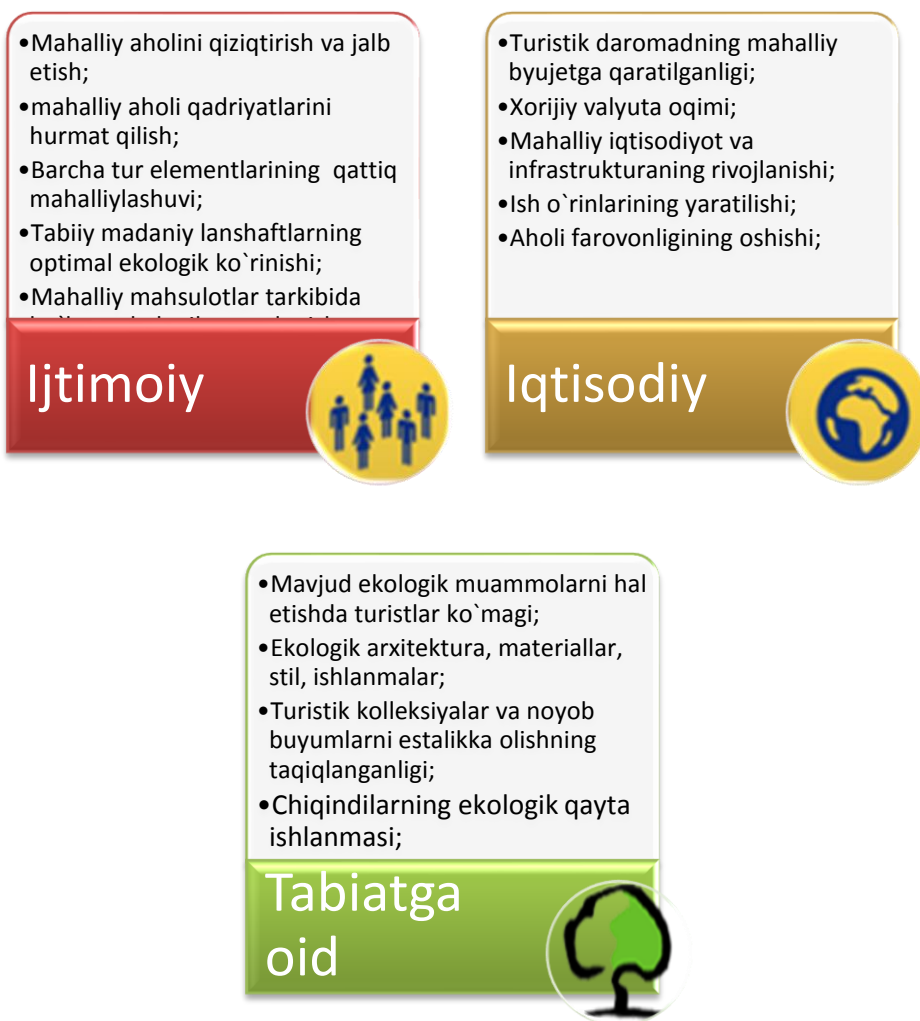 •Mahalliy aholini qiziqtirish va jalb
etish;
•mahalliy aholi qadriyatlarini
hurmat qilish;
•Barcha tur elementlarining qattiq
mahalliylashuvi;
•Tabiiy madaniy lanshaftlarning
optimal ekologik ko`rinishi;
•Mahalliy mahsulotlar tarkibida
Ijtimoiy
•Turistik daromadning mahalliy
byujetga qaratilganligi;
•Xorijiy valyuta oqimi;
•Mahalliy iqtisodiyot va
infrastrukturaning rivojlanishi;
•Ish o`rinlarining yaratilishi;
•Aholi farovonligining oshishi;
Iqtisodiy
•Mavjud ekologik muammolarni hal
etishda turistlar ko`magi;
•Ekologik arxitektura, materiallar,
stil, ishlanmalar;
•Turistik kolleksiyalar va noyob
buyumlarni estalikka olishning
taqiqlanganligi;
•Chiqindilarning ekologik qayta
ishlanmasi;
Tabiatga
oid